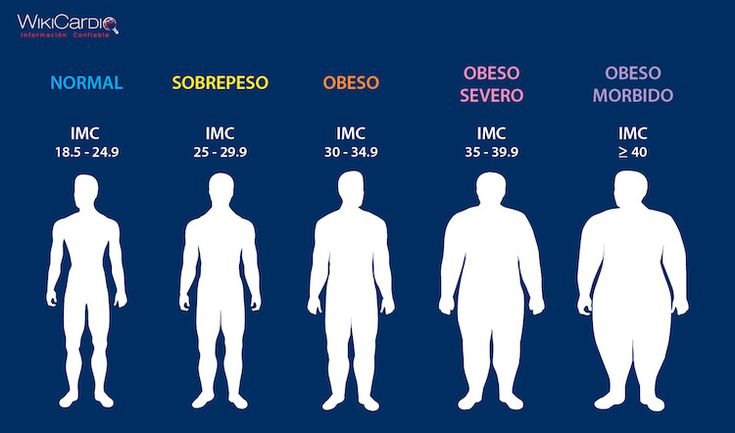 WikiCardio
Información Confiable
NORMAL
IMC
18.5 - 24.9
SOBREPESO
IMC
25 - 29.9
OBESO
IMC
30 - 34.9
OBESO
SEVERO
IMC
35 - 39.9
OBESO
MORBIDO
IMC
≥ 40